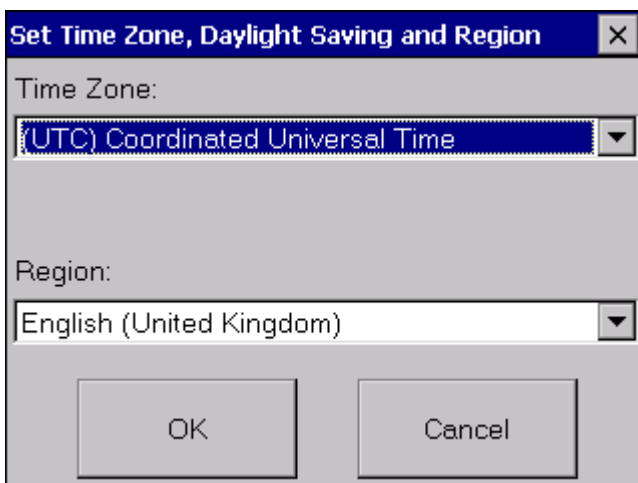 Set Time Zone, Daylight Saving and Region
Time Zone:
(UTC) Coordinated Universal Time
Region:
English (United Kingdom)
OK
Cancel